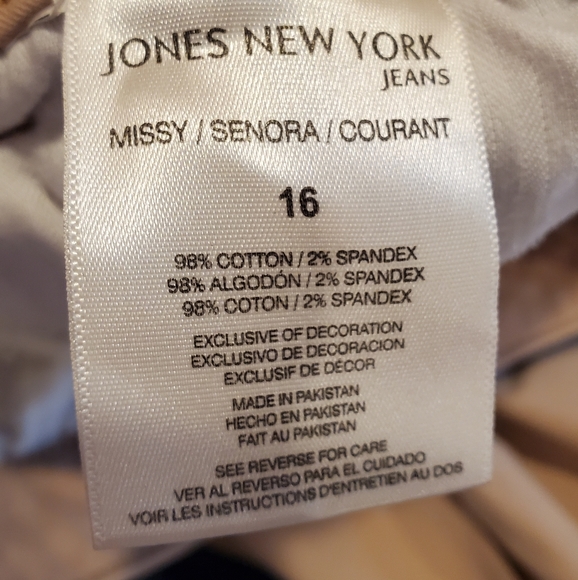 JONES NEW YORK
JEANS
MISSY / SENORA / COURANT
16
98% COTTON / 2% SPANDEX
98% ALGODÓN / 2% SPANDEX
98% COTON / 2% SPANDEX
EXCLUSIVE OF DECORATION
EXCLUSIVO DE DECORACION
EXCLUSIF DE DÉCOR
MADE IN PAKISTAN
HECHO EN PAKISTAN
FAIT AU PAKISTAN
SEE REVERSE FOR CARE
VER AL REVERSO PARA EL CUIDADO
VOIR LES INSTRUCTIONS D'ENTRETIEN AU DOS